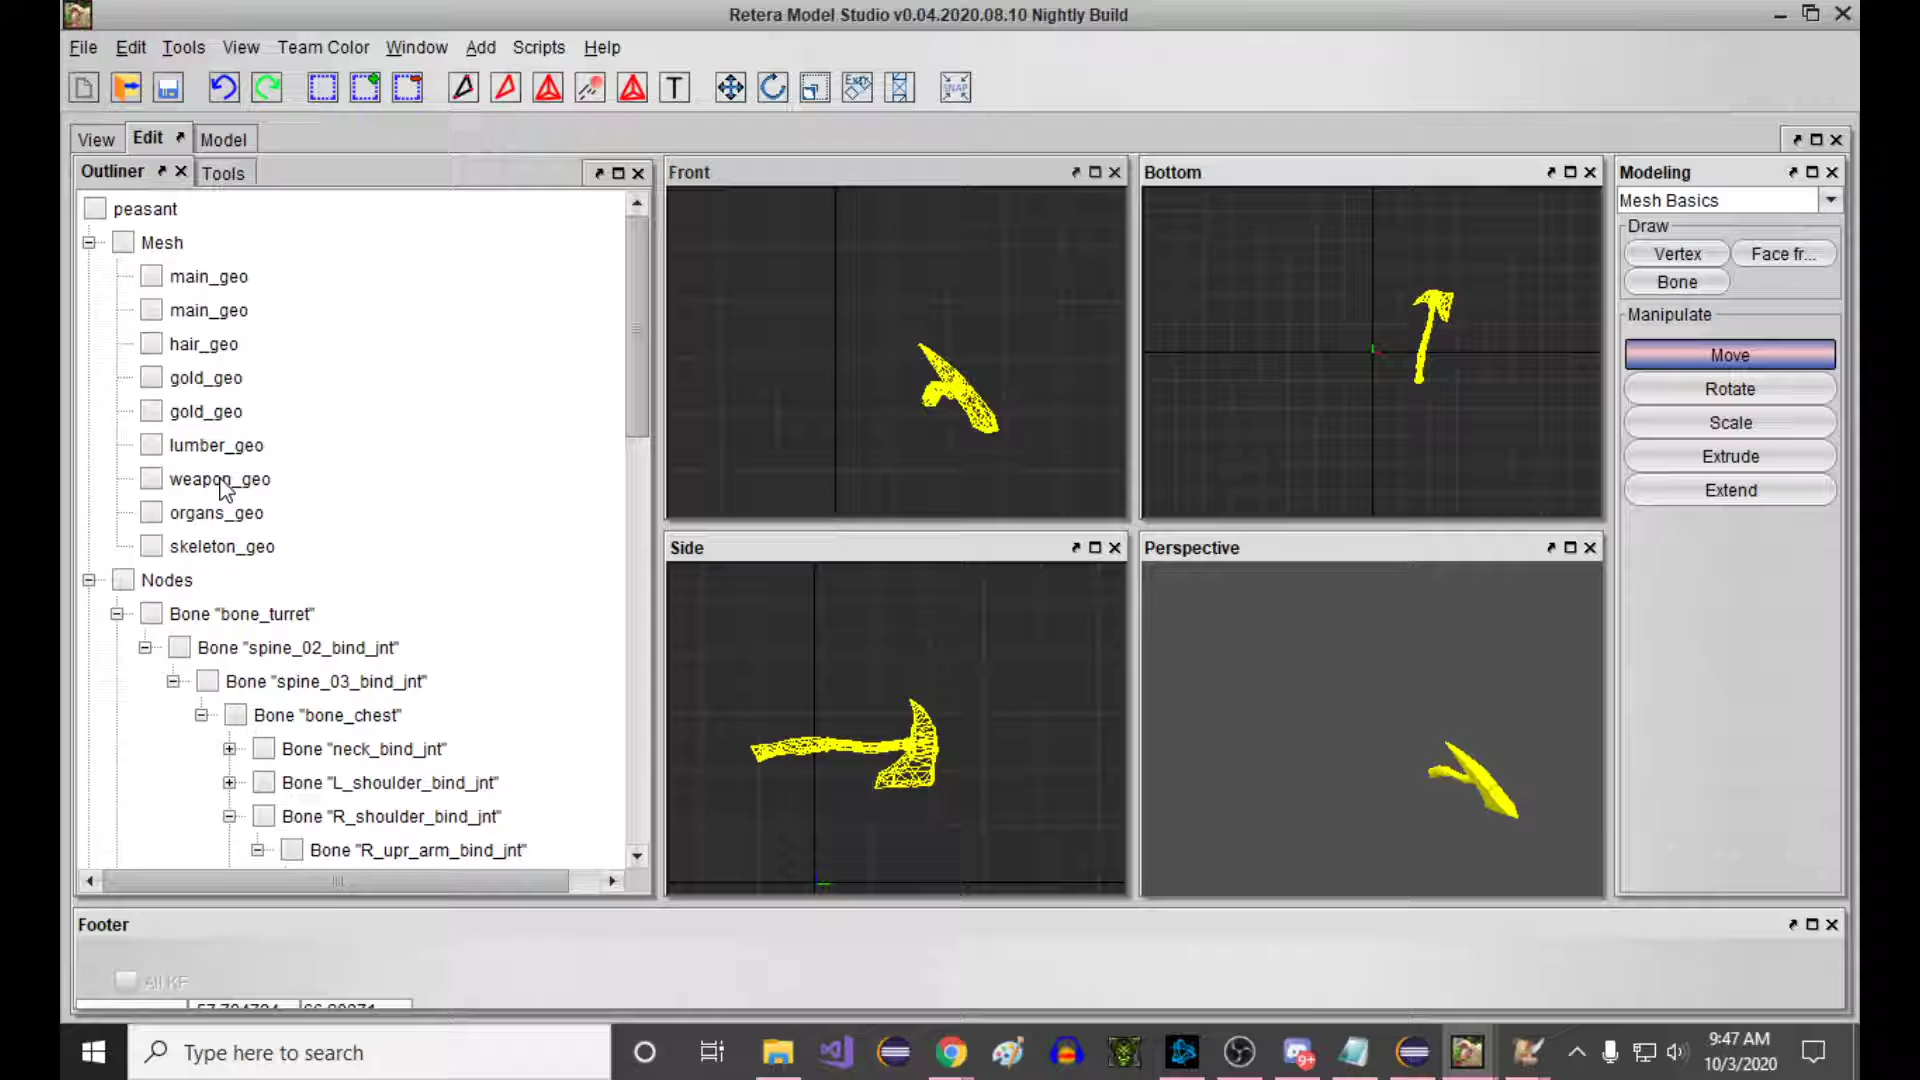 Retera Model Studio v0.04.2020.08.10 Nightly Build
File Edit Tools View Team Color Window Add Scripts Help
T
SNAP
View Edit Model
Outliner Tools
peasant
Mesh
main_geo
main_geo
hair_geo
gold_geo
gold_geo
lumber_geo
weapon_geo
organs_geo
skeleton_geo
Nodes
Bone "bone_turret"
Bone "spine_02_bind_jnt"
Bone "spine_03_bind_jnt"
Bone "bone_chest"
Bone "neck_bind_jnt"
Bone "L_shoulder_bind_jnt"
Bone "R_shoulder_bind_jnt"
Bone "R_upr_arm_bind_jnt"
Front
Bottom
Side
Perspective
Modeling
Mesh Basics
Draw
Vertex Face fr...
Bone
Manipulate
Move
Rotate
Scale
Extrude
Extend
Footer
All KF
Type here to search
9+
9:47 AM
10/3/2020